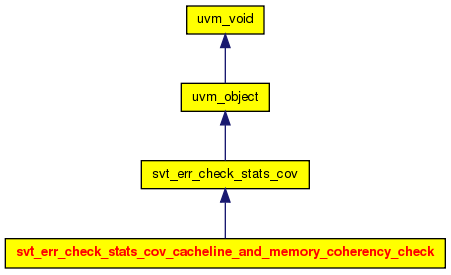 uvm_void
uvm_object
svt_err_check_stats_cov
svt_err_check_stats_cov_cacheline_and_memory_coherency_check